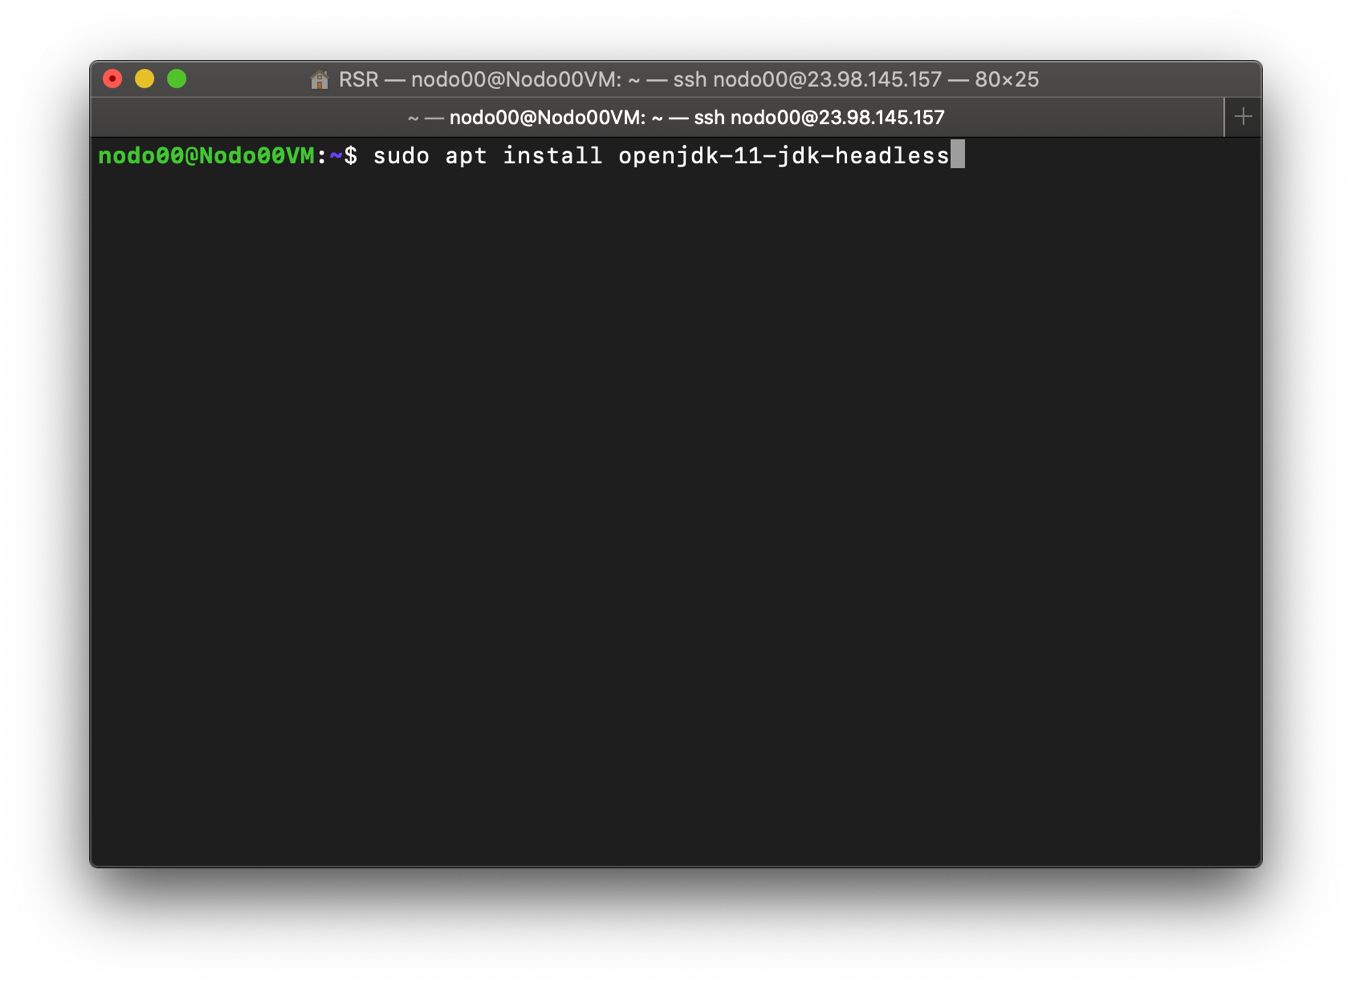 RSR — nodo00@Nodo00VM: ~ — ssh nodo00@23.98.145.157 — 80×25
~ — nodo00@Nodo00VM: ~ — ssh nodo00@23.98.145.157
nodo00@Nodo00VM:~$ sudo apt install openjdk-11-jdk-headless